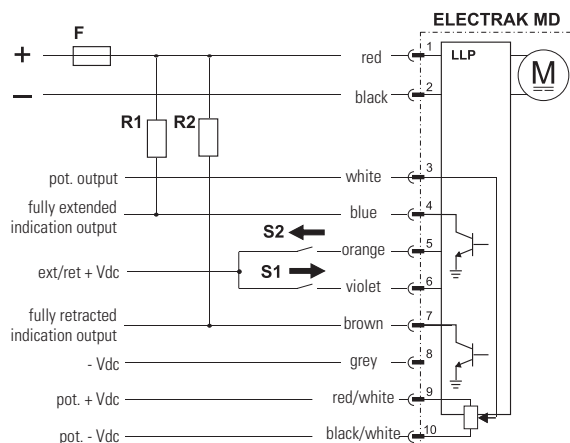 ELECTRAK MD
F
+
red
1
LLP
M
–
black
2
R1
R2
pot. output
white
3
fully extended
indication output
blue
4
S2
orange
5
ext/ret + Vdc
S1
violet
6
fully retracted
indication output
brown
7
- Vdc
grey
8
pot. + Vdc
red/white
9
pot. - Vdc
black/white
10